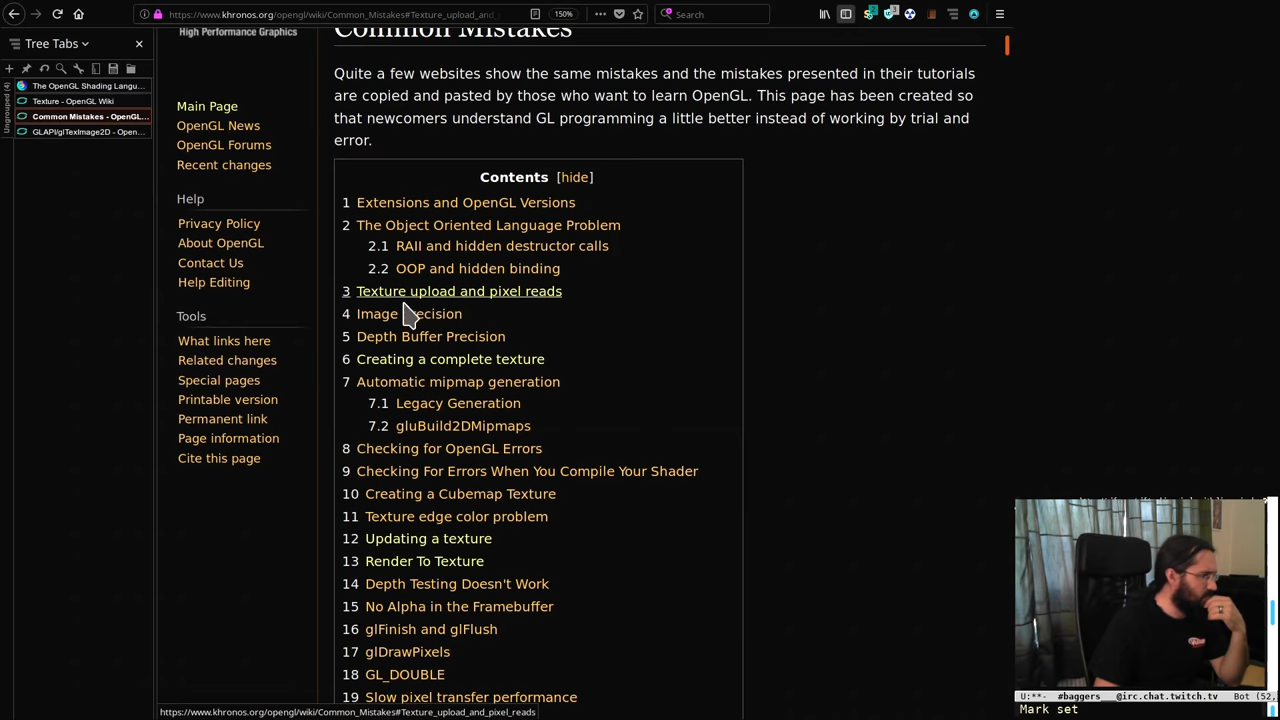 https://www.khronos.org/opengl/wiki/Common_Mistakes#Texture_upload_and_
150%
Search
Tree Tabs
Ungrouped (4)
The OpenGL Shading Langu...
Texture - OpenGL Wiki
Common Mistakes - OpenGL...
GLAPI/glTexImage2D - Open...
High Performance Graphics
Main Page
OpenGL News
OpenGL Forums
Recent changes
Help
Privacy Policy
About OpenGL
Contact Us
Help Editing
Tools
What links here
Related changes
Special pages
Printable version
Permanent link
Page information
Cite this page
Common Mistakes
Quite a few websites show the same mistakes and the mistakes presented in their tutorials
are copied and pasted by those who want to learn OpenGL. This page has been created so
that newcomers understand GL programming a little better instead of working by trial and
error.
Contents [hide]
1 Extensions and OpenGL Versions
2 The Object Oriented Language Problem
2.1 RAII and hidden destructor calls
2.2 OOP and hidden binding
3 Texture upload and pixel reads
4 Image precision
5 Depth Buffer Precision
6 Creating a complete texture
7 Automatic mipmap generation
7.1 Legacy Generation
7.2 gluBuild2DMipmaps
8 Checking for OpenGL Errors
9 Checking For Errors When You Compile Your Shader
10 Creating a Cubemap Texture
11 Texture edge color problem
12 Updating a texture
13 Render To Texture
14 Depth Testing Doesn't Work
15 No Alpha in the Framebuffer
16 glFinish and glFlush
17 glDrawPixels
18 GL_DOUBLE
19 Slow pixel transfer performance
https://www.khronos.org/opengl/wiki/Common_Mistakes#Texture_upload_and_pixel_reads
U:**- #baggers__ @irc.chat.twitch.tv Bot (52,
Mark set